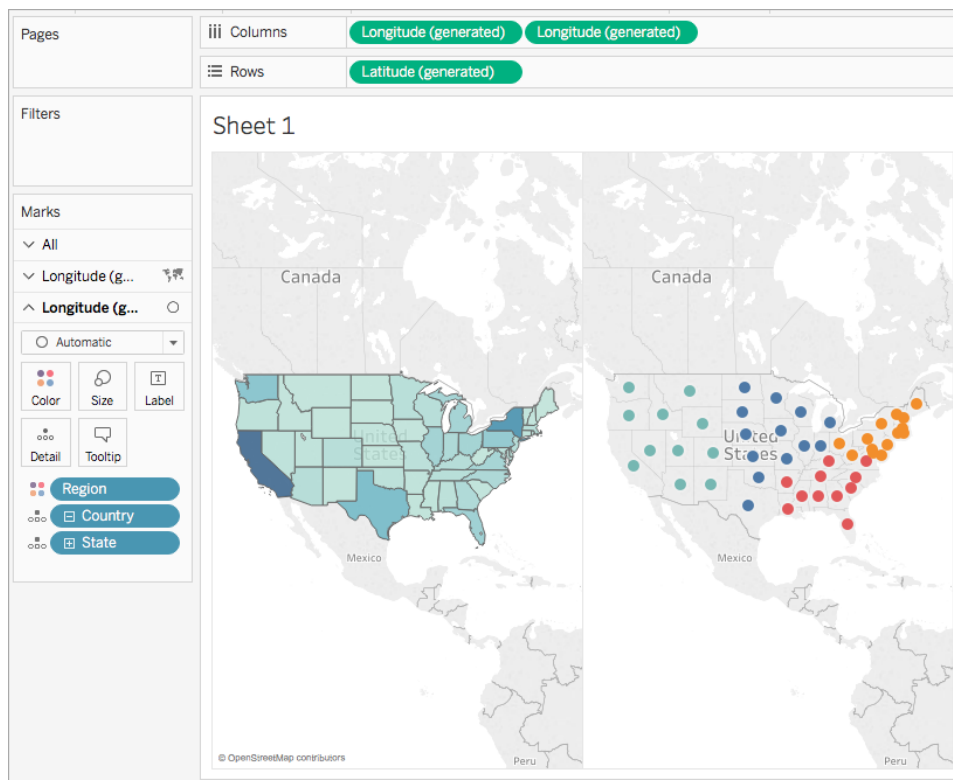 Pages
Columns
Longitude (generated)
Longitude (generated)
Rows
Latitude (generated)
Filters
Sheet 1
Marks
All
Longitude (g...
Longitude (g...
Automatic
Color
Size
T
Label
Detail
Tooltip
Region
Country
State
Canada
United
States
Mexico
Peru
© OpenStreetMap contributors
Canada
United
States
Mexico
Peru